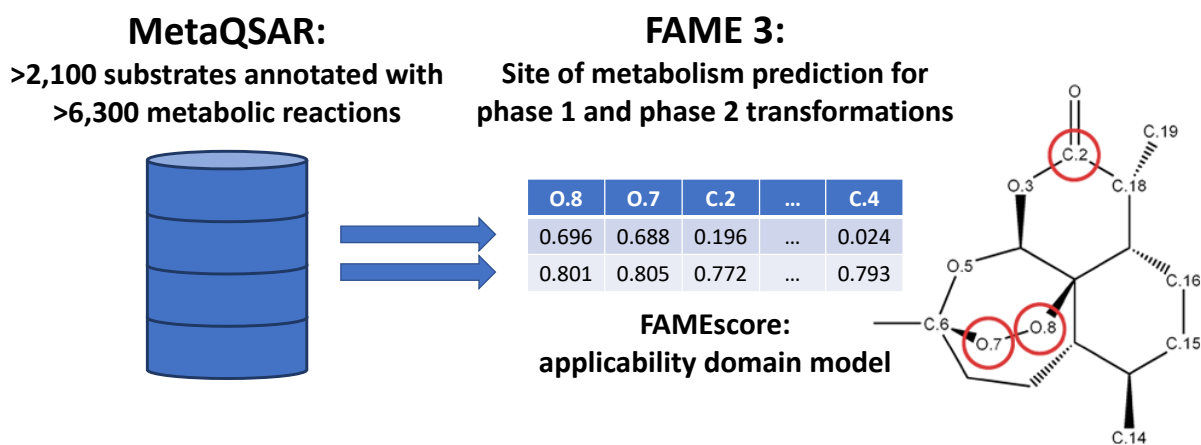 MetaQSAR:
>2,100 substrates annotated with
>6,300 metabolic reactions
FAME 3:
Site of metabolism prediction for
phase 1 and phase 2 transformations
O.8 O.7 C.2 ... C.4
0.696 0.688 0.196 ... 0.024
0.801 0.805 0.772 ... 0.793
FAMEscore:
applicability domain model
O
C.19
C.2
O.3
C.18
O.5
C.16
C.6
O.8
O.7
C.15
C.14